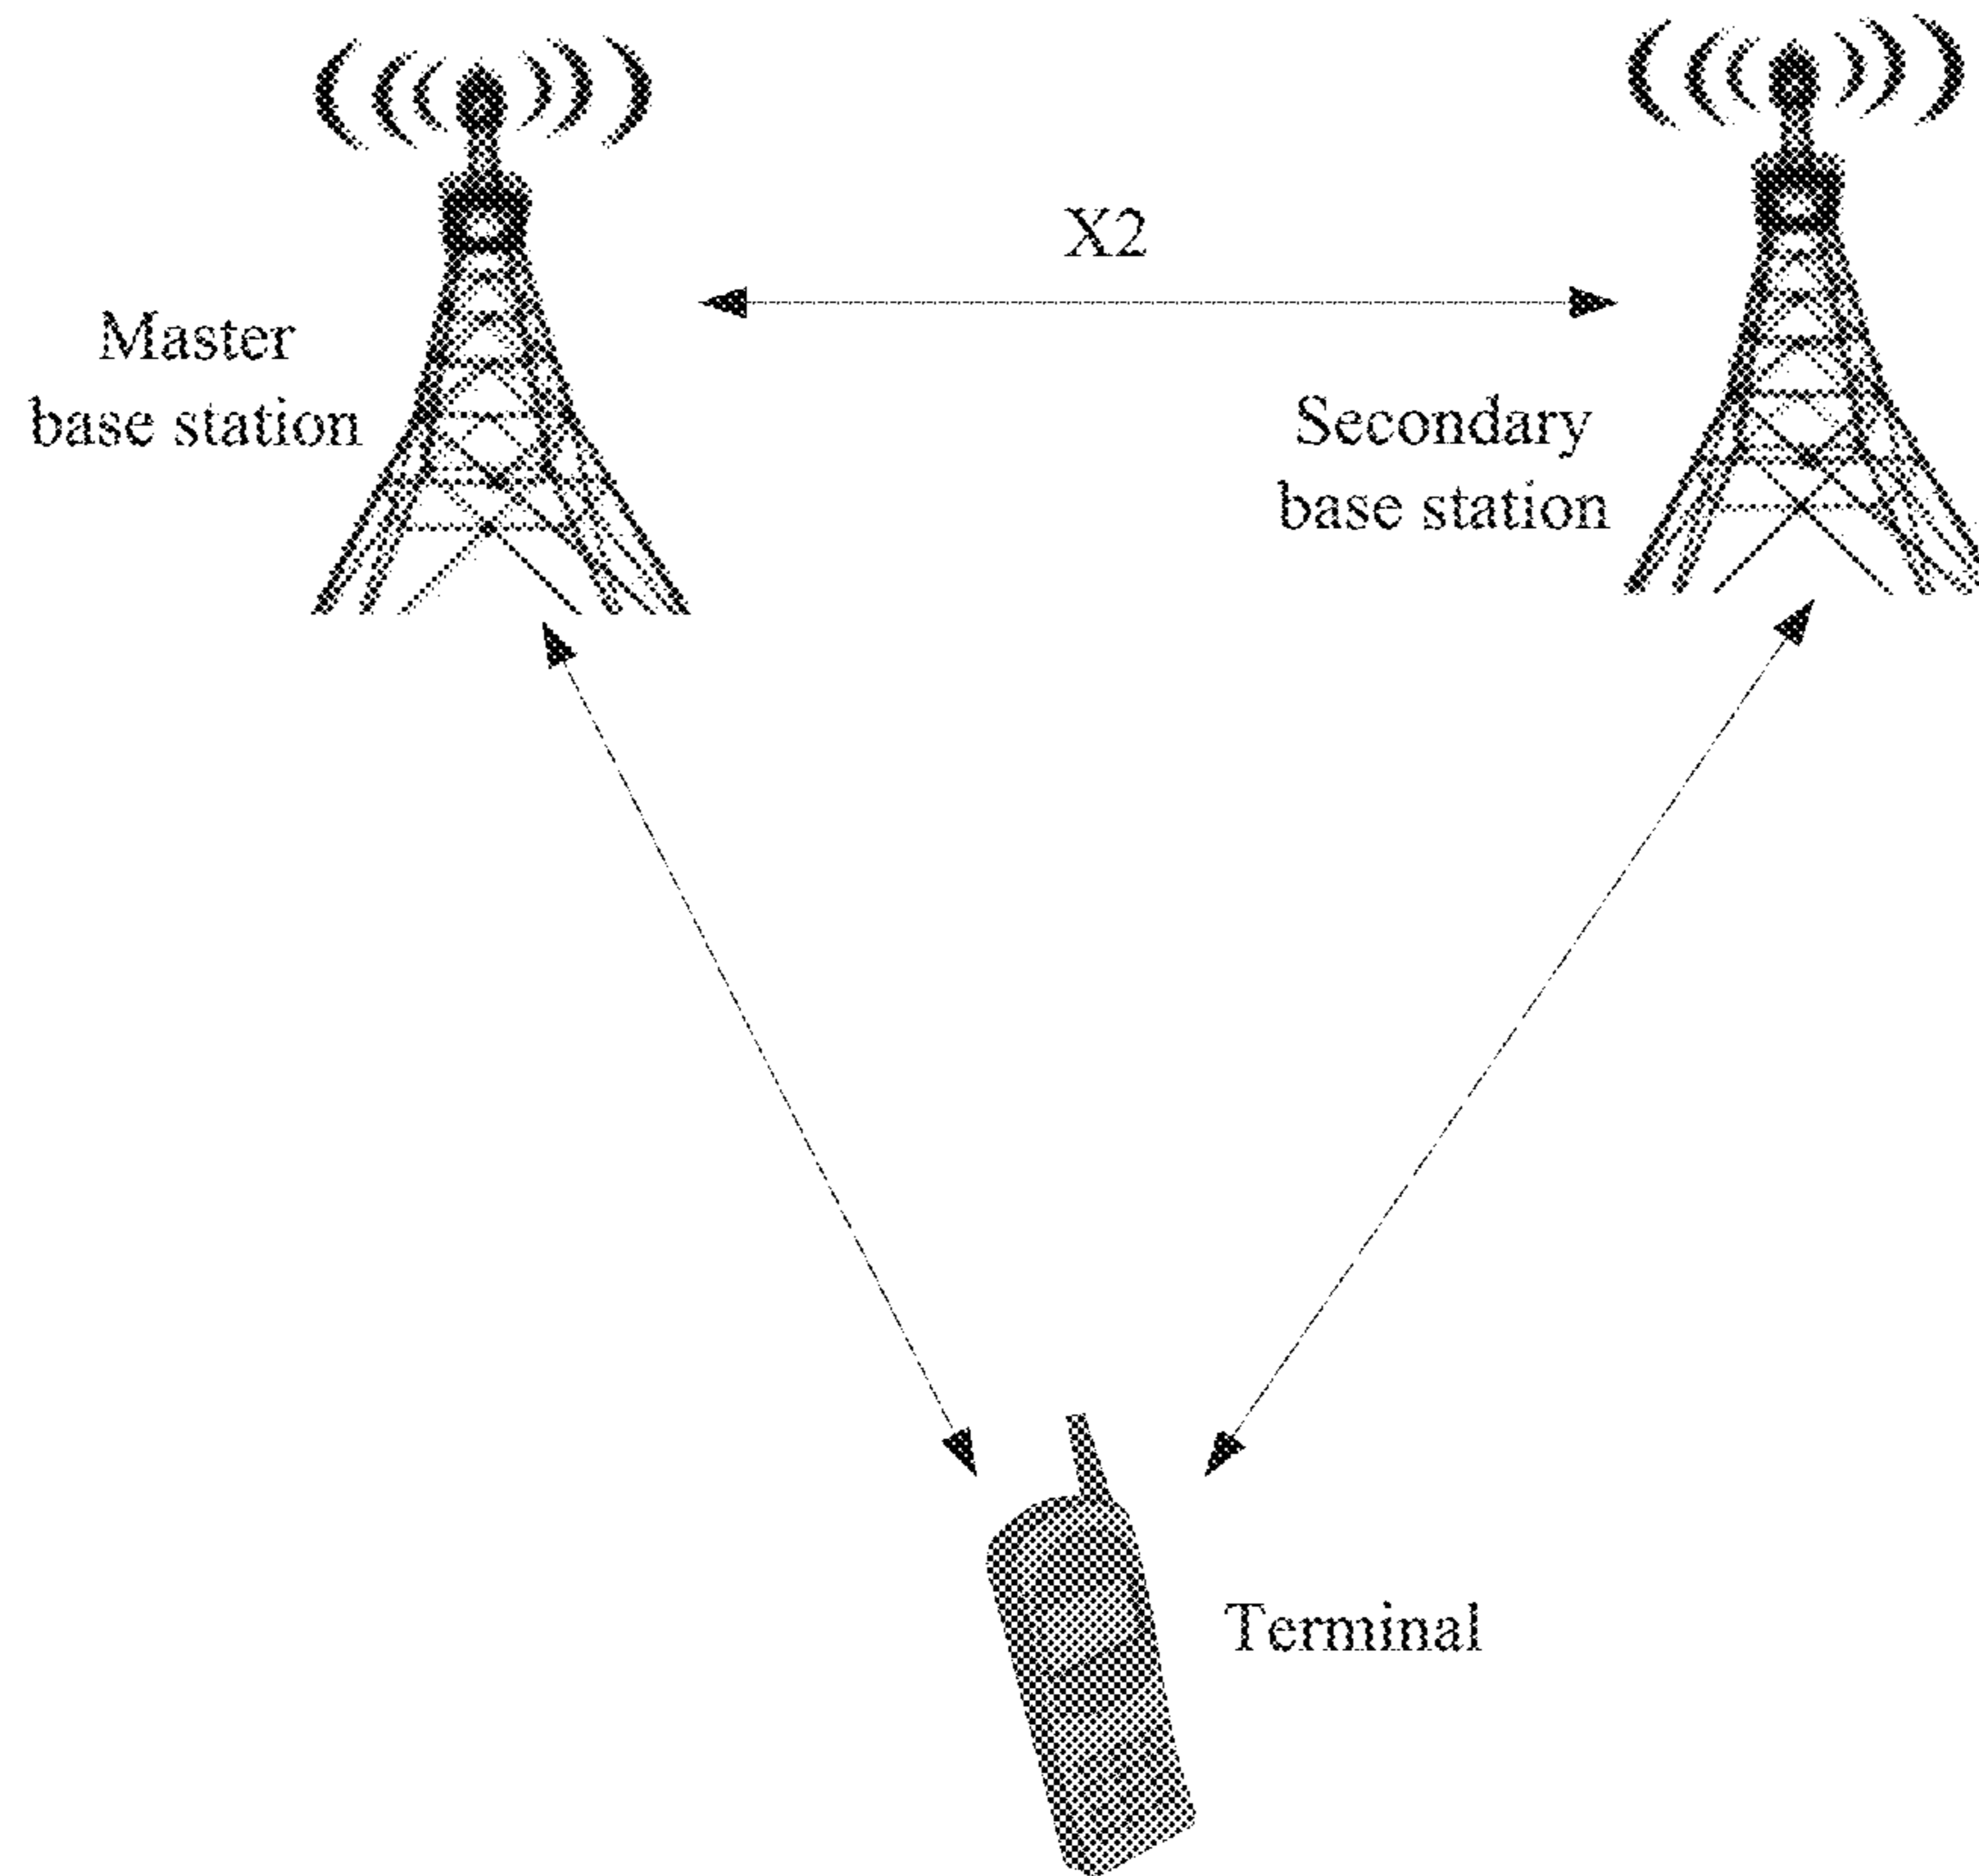 X2
Master
base station
Secondary
base station
Terminal